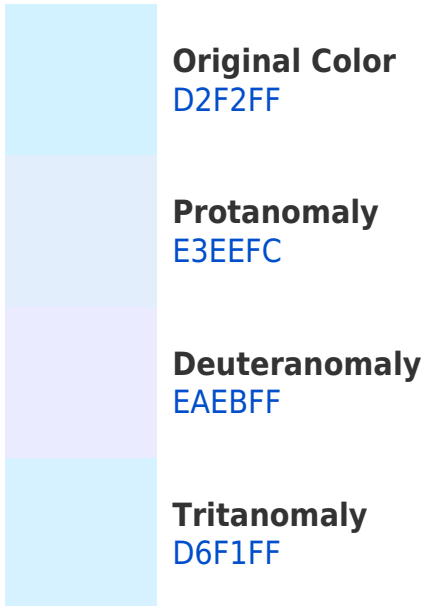 Original Color
D2F2FF
Protanomaly
E3EEFC
Deuteranomaly
EAEBFF
Tritanomaly
D6F1FF